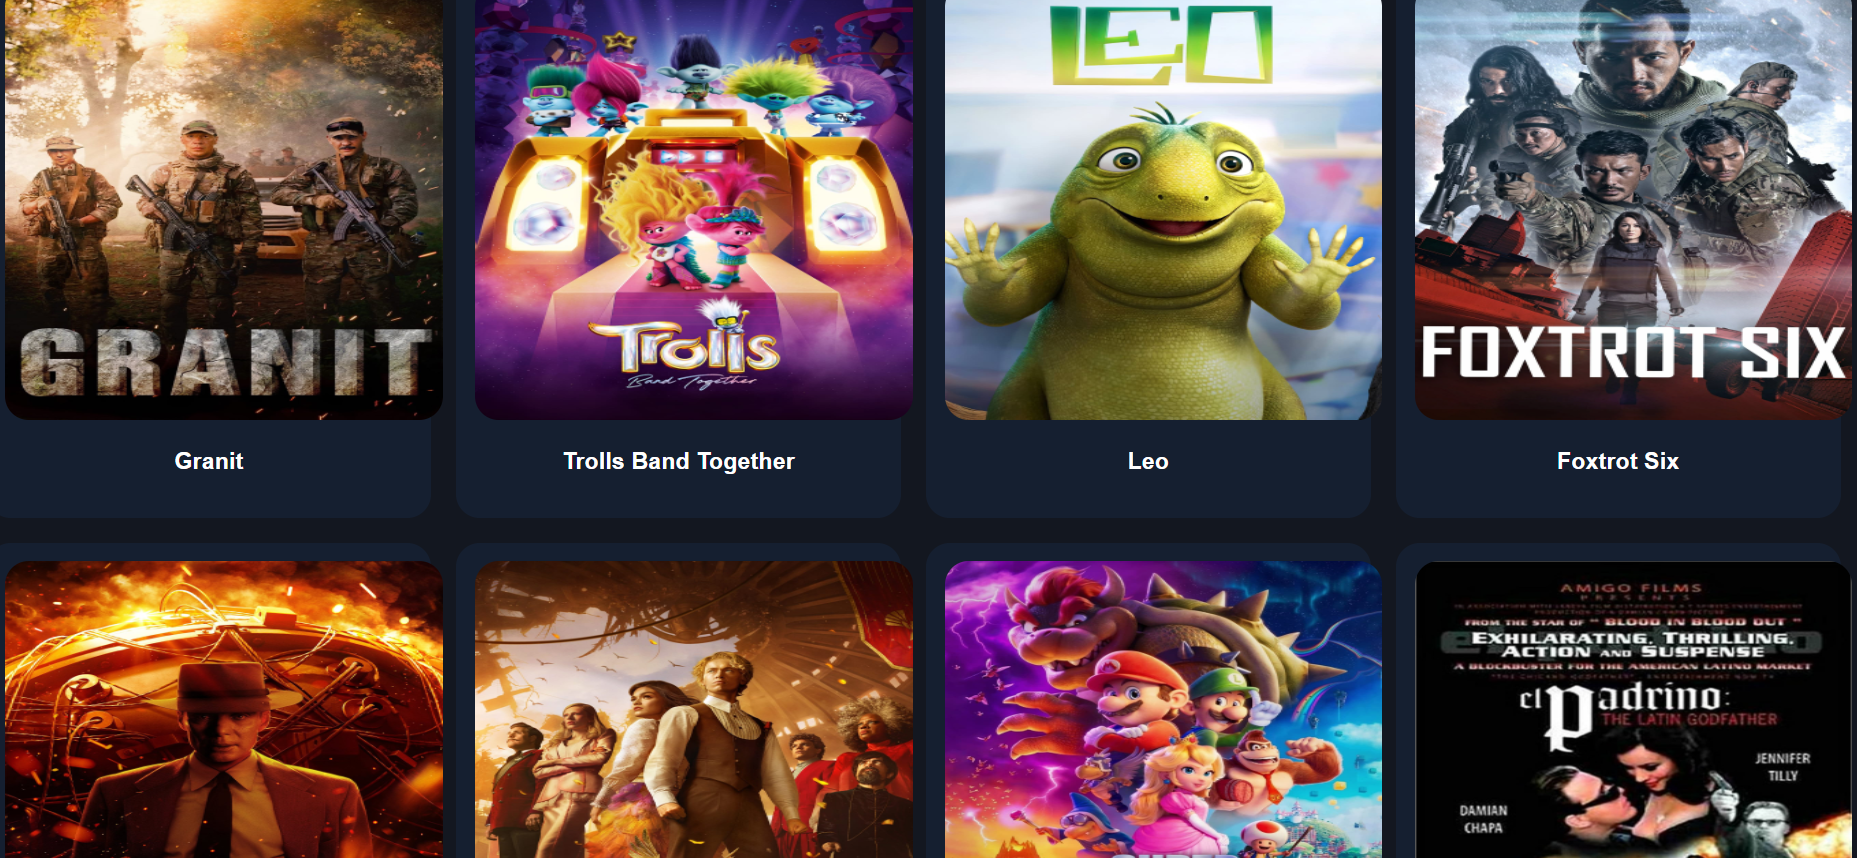 GRANIT
Trolls
Band Together
LEO
FOXTROT SIX
Granit
Trolls Band Together
Leo
Foxtrot Six
AMIGO FILMS
PRESENTS
FROM THE STAR OF "BLOOD IN BLOOD OUT"
EXHILARATING, THRILLING,
ACTION AND SUSPENSE
A BLOCKBUSTER FOR THE AMERICAN LATINO MARKET
el Padrino:
THE LATIN GODFATHER
JENNIFER
TILLY
DAMIAN
CHAPA
SUPER